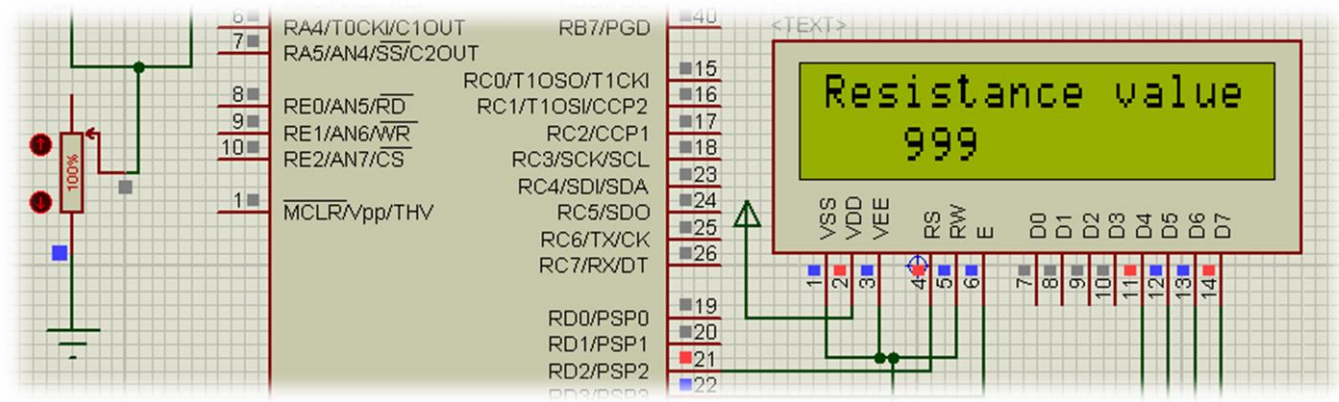 6
RA4/T0CKI/C1OUT
7
RA5/AN4/SS/C2OUT
8
RE0/AN5/RD
9
RE1/AN6/WR
10
RE2/AN7/CS
1
MCLR/Vpp/THV
100%
RB7/PGD
40
RC0/T1OSO/T1CKI
15
RC1/T1OSI/CCP2
16
RC2/CCP1
17
RC3/SCK/SCL
18
RC4/SDI/SDA
23
RC5/SDO
24
RC6/TX/CK
25
RC7/RX/DT
26
RD0/PSP0
19
RD1/PSP1
20
RD2/PSP2
21
RD3/PSP3
22
<TEXT>
Resistance value
999
VSS
VDD
VEE
RS
RW
E
D0
D1
D2
D3
D4
D5
D6
D7
1
2
3
4
5
6
7
8
9
10
11
12
13
14